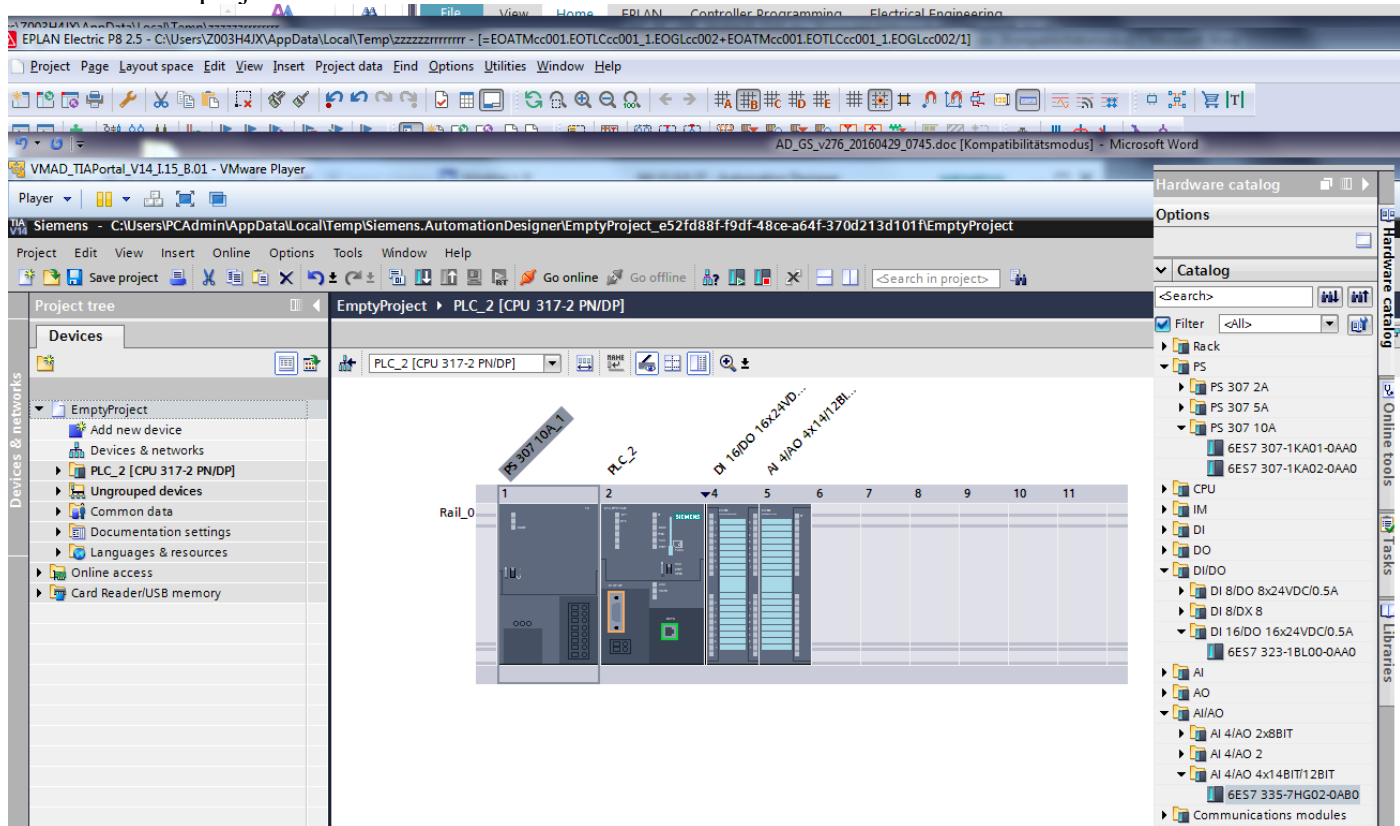 File View Home EPLAN Controller Programming Electrical Engineering
EPLAN Electric P8 2.5 - C:\Users\Z003H4JX\AppData\Local\Temp\zzzzzzrrrrrrrr - [=EOATMcc001.EOTLCcc001_1.EOGLcc002+EOATMcc001.EOTLCcc001_1.EOGLcc002/1]
Project Page Layout space Edit View Insert Project data Find Options Utilities Window Help
AD_GS_v276_20160429_0745.doc [Kompatibilitätsmodus] - Microsoft Word
VMAD_TIAPortal_V14_I.15_B.01 - VMware Player
Player
TIA V14 Siemens - C:\Users\PCAdmin\AppData\Local\Temp\Siemens.AutomationDesigner\EmptyProject_e52fd88f-f9df-48ce-a64f-370d213d101f\EmptyProject
Project Edit View Insert Online Options Tools Window Help
Save project Go online Go offline <Search in project>
Project tree
Devices
Devices & networks
EmptyProject
Add new device
Devices & networks
PLC_2 [CPU 317-2 PN/DP]
Ungrouped devices
Common data
Documentation settings
Languages & resources
Online access
Card Reader/USB memory
EmptyProject PLC_2 [CPU 317-2 PN/DP]
PLC_2 [CPU 317-2 PN/DP]
PS 307 10A_1
PLC_2
DI 16/DO 16x24VD...
AI 4/AO 4x14/12BI...
1 2 4 5 6 7 8 9 10 11
Rail_0
SIEMENS
Hardware catalog
Options
Catalog
<Search>
Filter <All>
Rack
PS
PS 307 2A
PS 307 5A
PS 307 10A
6ES7 307-1KA01-0AA0
6ES7 307-1KA02-0AA0
CPU
IM
DI
DO
DI/DO
DI 8/DO 8x24VDC/0.5A
DI 8/DX 8
DI 16/DO 16x24VDC/0.5A
6ES7 323-1BL00-0AA0
AI
AO
AI/AO
AI 4/AO 2x8BIT
AI 4/AO 2
AI 4/AO 4x14BIT/12BIT
6ES7 335-7HG02-0AB0
Communications modules
Hardware catalog
Online tools
Tasks
Libraries